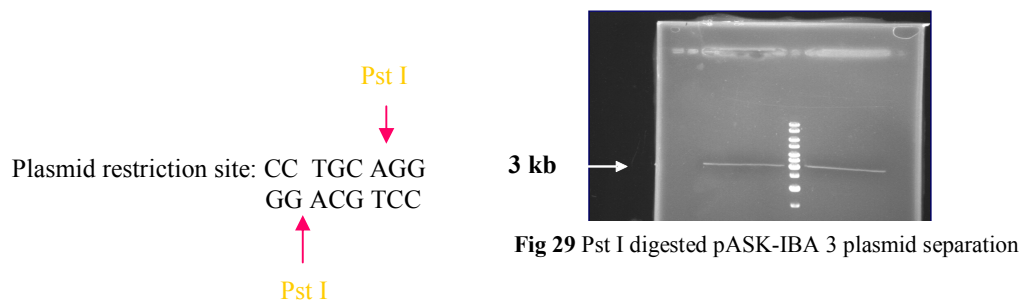 Pst I
Plasmid restriction site: CC TGC AGG
GG ACG TCC
Pst I
3 kb
Fig 29 Pst I digested pASK-IBA 3 plasmid separation